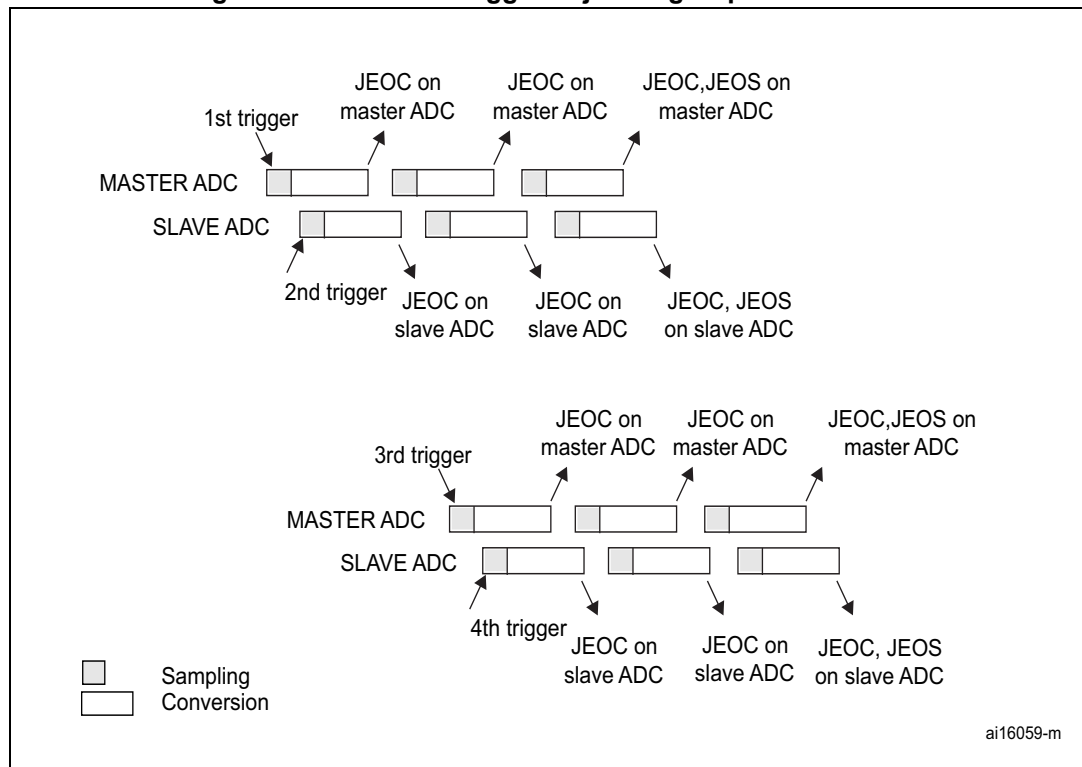 JEOC on
master ADC
JEOC on
master ADC
JEOC,JEOS on
master ADC
1st trigger
MASTER ADC
SLAVE ADC
2nd trigger
JEOC on
slave ADC
JEOC on
slave ADC
JEOC, JEOS
on slave ADC
JEOC on
master ADC
JEOC on
master ADC
JEOC,JEOS on
master ADC
3rd trigger
MASTER ADC
SLAVE ADC
4th trigger
JEOC on
slave ADC
JEOC on
slave ADC
JEOC, JEOS
on slave ADC
Sampling
Conversion
ai16059-m